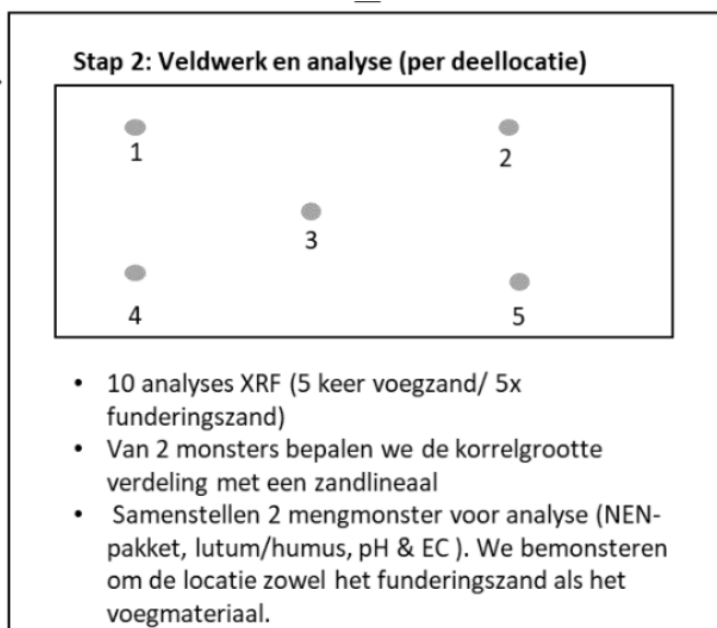 Stap 2: Veldwerk en analyse (per deellocatie)
1
2
3
4
5
• 10 analyses XRF (5 keer voegzand/ 5x
funderingszand)
• Van 2 monsters bepalen we de korrelgrootte
verdeling met een zandlineaal
• Samenstellen 2 mengmonster voor analyse (NEN-
pakket, lutum/humus, pH & EC ). We bemonsteren
om de locatie zowel het funderingszand als het
voegmateriaal.